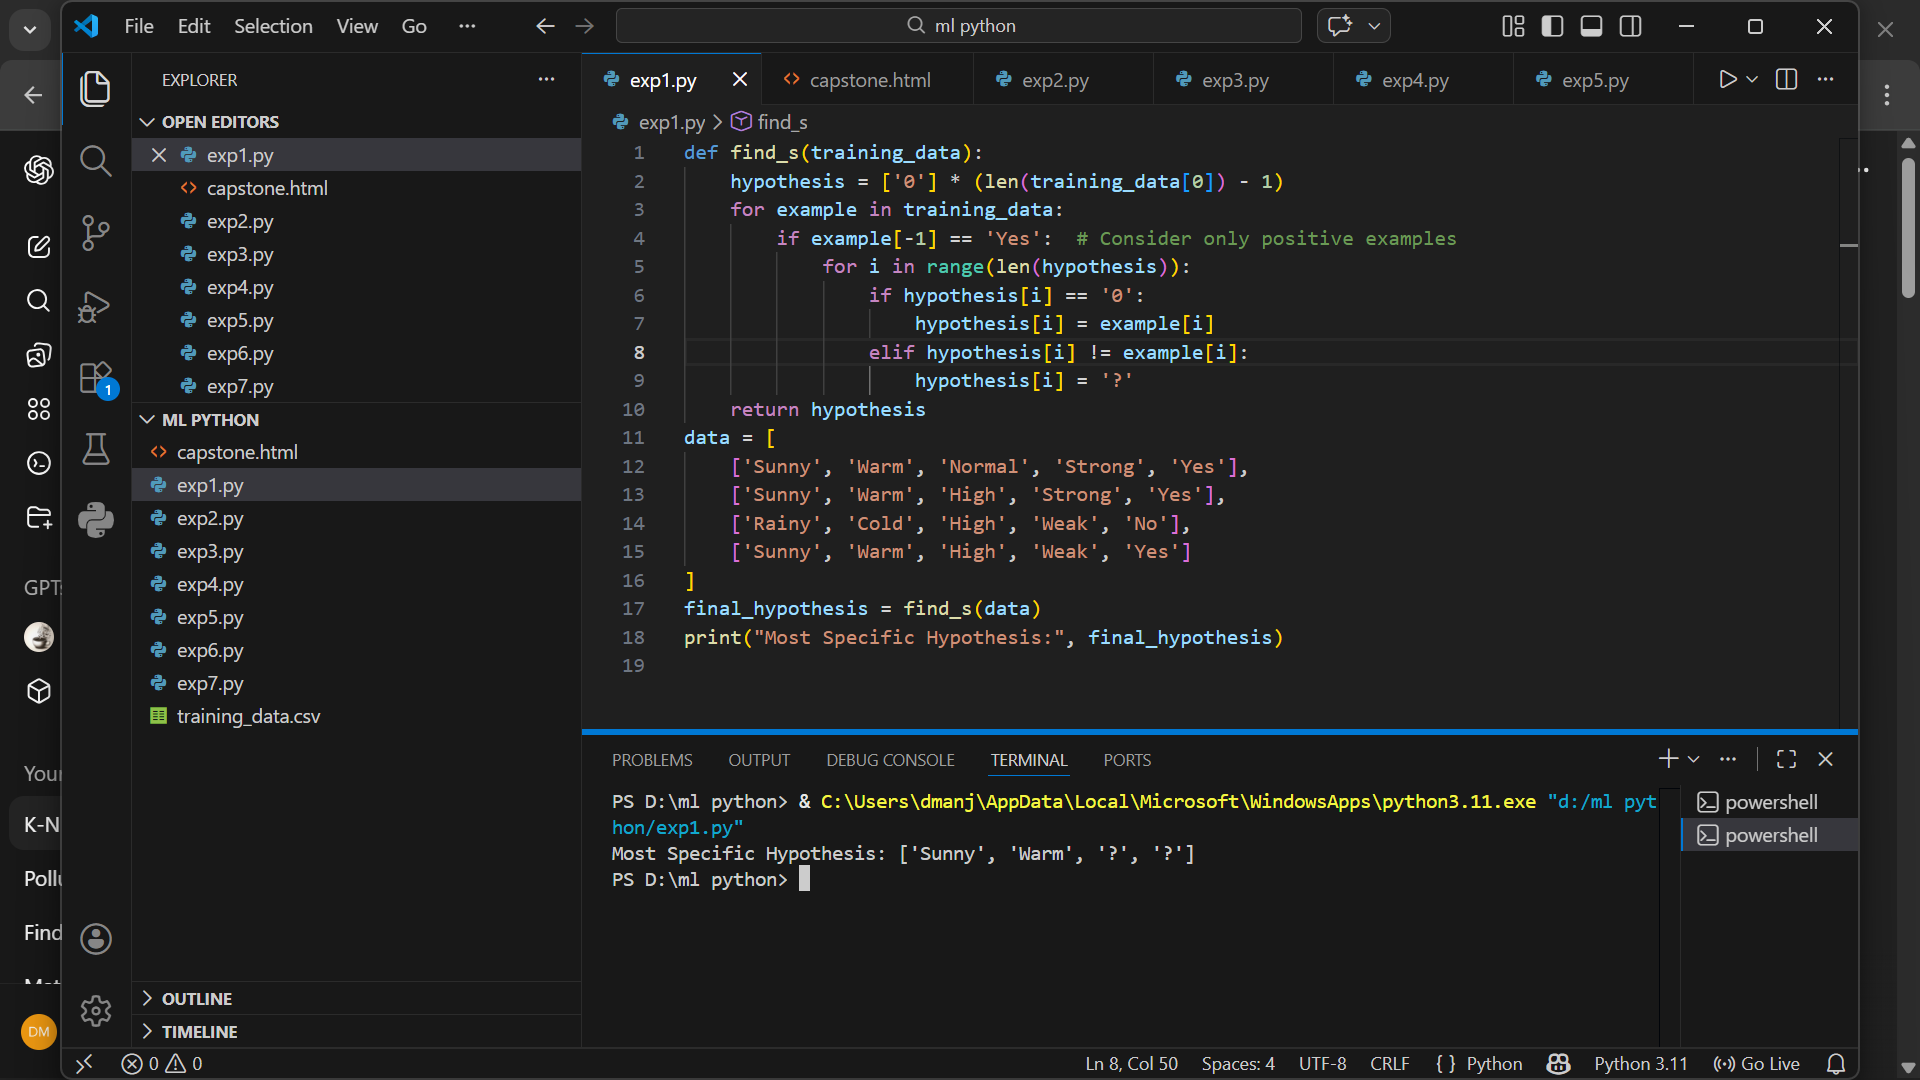 File Edit Selection View Go ···
ml python
EXPLORER
OPEN EDITORS
exp1.py
capstone.html
exp2.py
exp3.py
exp4.py
exp5.py
exp6.py
exp7.py
ML PYTHON
capstone.html
exp1.py
exp2.py
exp3.py
exp4.py
exp5.py
exp6.py
exp7.py
training_data.csv
OUTLINE
TIMELINE
1
GPTs
Your
K-N
Pollu
Find
DM
exp1.py capstone.html exp2.py exp3.py exp4.py exp5.py
exp1.py > find_s
1 def find_s(training_data):
2 hypothesis = ['0'] * (len(training_data[0]) - 1)
3 for example in training_data:
4 if example[-1] == 'Yes':  # Consider only positive examples
5 for i in range(len(hypothesis)):
6 if hypothesis[i] == '0':
7 hypothesis[i] = example[i]
8 elif hypothesis[i] != example[i]:
9 hypothesis[i] = '?'
10 return hypothesis
11 data = [
12 ['Sunny', 'Warm', 'Normal', 'Strong', 'Yes'],
13 ['Sunny', 'Warm', 'High', 'Strong', 'Yes'],
14 ['Rainy', 'Cold', 'High', 'Weak', 'No'],
15 ['Sunny', 'Warm', 'High', 'Weak', 'Yes']
16 ]
17 final_hypothesis = find_s(data)
18 print("Most Specific Hypothesis:", final_hypothesis)
19
PROBLEMS OUTPUT DEBUG CONSOLE TERMINAL PORTS
PS D:\ml python> & C:\Users\dmanj\AppData\Local\Microsoft\WindowsApps\python3.11.exe "d:/ml pyt
hon/exp1.py"
Most Specific Hypothesis: ['Sunny', 'Warm', '?', '?']
PS D:\ml python>
powershell
powershell
0 0 Ln 8, Col 50 Spaces: 4 UTF-8 CRLF { } Python Python 3.11 Go Live